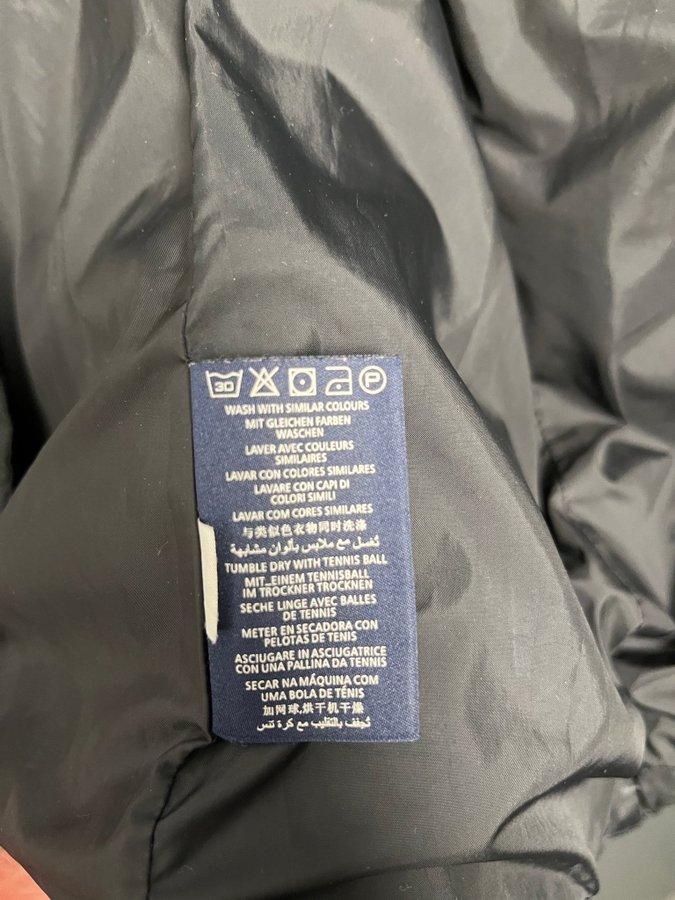 30 P
WASH WITH SIMILAR COLOURS
MIT GLEICHEN FARBEN
WASCHEN
LAVER AVEC COULEURS
SIMILAIRES
LAVAR CON COLORES SIMILARES
LAVARE CON CAPI DI
COLORI SIMILI
LAVAR COM CORES SIMILARES
与类似色衣物同时洗涤
تُغسل مع ملابس بألوان مشابهة
TUMBLE DRY WITH TENNIS BALL
MIT EINEM TENNISBALL
IM TROCKNER TROCKNEN
SECHE LINGE AVEC BALLES
DE TENNIS
METER EN SECADORA CON
PELOTAS DE TENIS
ASCIUGARE IN ASCIUGATRICE
CON UNA PALLINA DA TENNIS
SECAR NA MÁQUINA COM
UMA BOLA DE TÉNIS
加网球,烘干机干燥
تُجفف بالتقليب مع كرة تنس